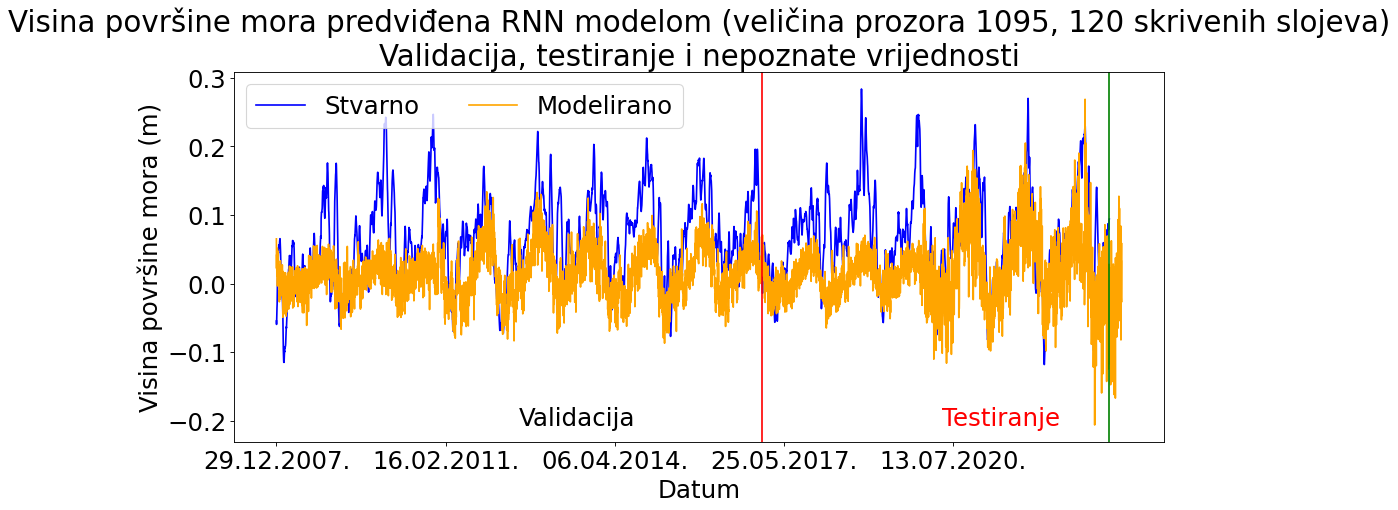 Visina površine mora predviđena RNN modelom (veličina prozora 1095, 120 skrivenih slojeva)
Validacija, testiranje i nepoznate vrijednosti
Stvarno
Modelirano
Visina površine mora (m)
0.3
0.2
0.1
0.0
−0.1
−0.2
Validacija
Testiranje
29.12.2007.
16.02.2011.
06.04.2014.
25.05.2017.
13.07.2020.
Datum